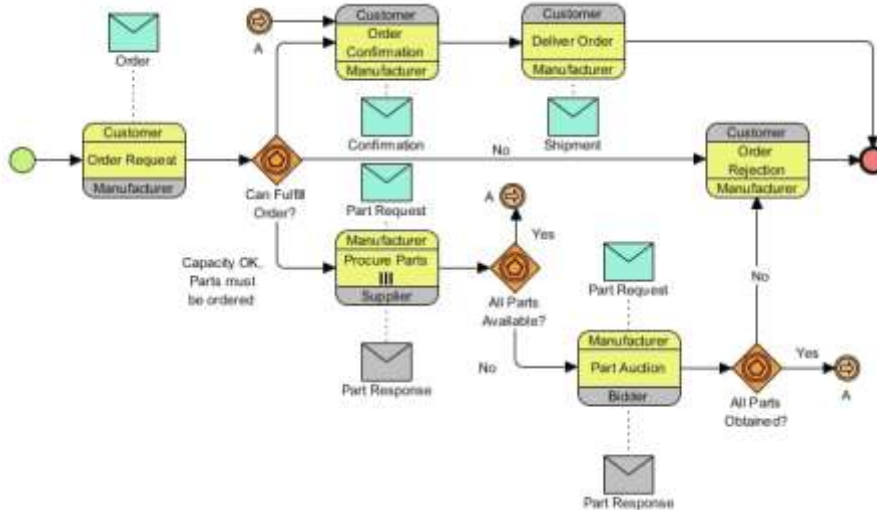 Customer
Order
Confirmation
Manufacturer
Customer
Deliver Order
Manufacturer
A
Order
Customer
Order Request
Manufacturer
Confirmation
Shipment
No
Customer
Order
Rejection
Manufacturer
Can Fulfill
Order?
Part Request
A
Yes
Capacity OK,
Parts must
be ordered
Manufacturer
Procure Parts
Supplier
All Parts
Available?
Part Request
No
No
Manufacturer
Part Auction
Bidder
Yes
A
All Parts
Obtained?
Part Response
Part Response